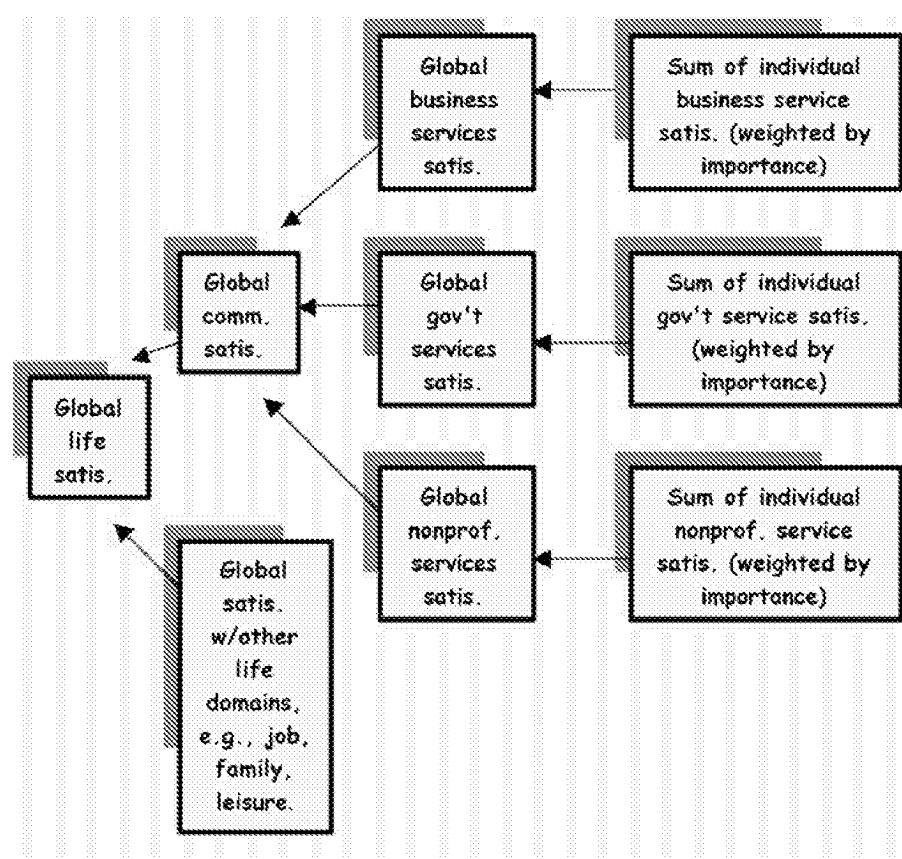 Global
business
services
satis.
Sum of individual
business service
satis. (weighted by
importance)
Global
comm.
satis.
Global
gov't
services
satis.
Sum of individual
gov't service satis.
(weighted by
importance)
Global
life
satis.
Global
nonprof.
services
satis.
Sum of individual
nonprof. service
satis. (weighted by
importance)
Global
satis.
w/other
life
domains,
e.g., job,
family,
leisure.